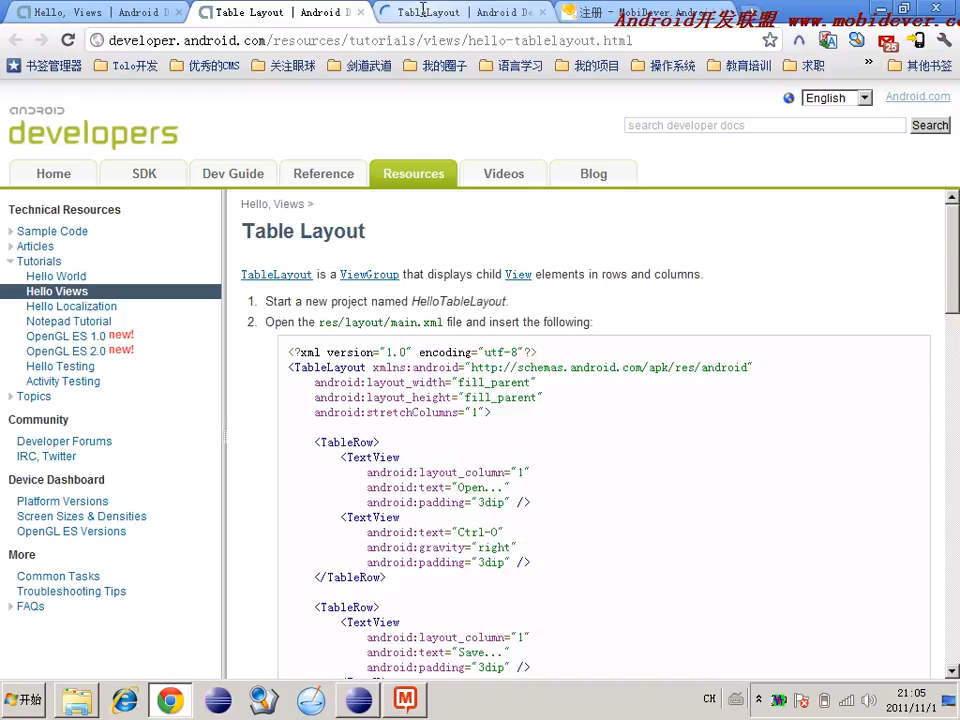 Hello, Views | Android D
Table Layout | Android D
TableLayout | Android De
注册 - MobiDever.An
Android开发联盟 www.mobidever.co
developer.android.com/resources/tutorials/views/hello-tablelayout.html
25
书签管理器 Tolo开发 优秀的CMS 关注眼球 剑道武道 我的圈子 语言学习 我的项目 操作系统 教育培训 求职 » 其他书签
English
Android.com
ANDROID
developers
search developer docs
Search
Home SDK Dev Guide Reference Resources Videos Blog
Technical Resources
Sample Code
Articles
Tutorials
Hello World
Hello Views
Hello Localization
Notepad Tutorial
OpenGL ES 1.0 new!
OpenGL ES 2.0 new!
Hello Testing
Activity Testing
Topics
Community
Developer Forums
IRC, Twitter
Device Dashboard
Platform Versions
Screen Sizes & Densities
OpenGL ES Versions
More
Common Tasks
Troubleshooting Tips
FAQs
Hello, Views >
Table Layout
TableLayout is a ViewGroup that displays child View elements in rows and columns.
1. Start a new project named HelloTableLayout.
2. Open the res/layout/main.xml file and insert the following:
<?xml version="1.0" encoding="utf-8"?>
<TableLayout xmlns:android="http://schemas.android.com/apk/res/android"
android:layout_width="fill_parent"
android:layout_height="fill_parent"
android:stretchColumns="1">
<TableRow>
<TextView
android:layout_column="1"
android:text="Open..."
android:padding="3dip" />
<TextView
android:text="Ctrl-O"
android:gravity="right"
android:padding="3dip" />
</TableRow>
<TableRow>
<TextView
android:layout_column="1"
android:text="Save..."
android:padding="3dip" />
开始
CH
21:05
2011/11/1